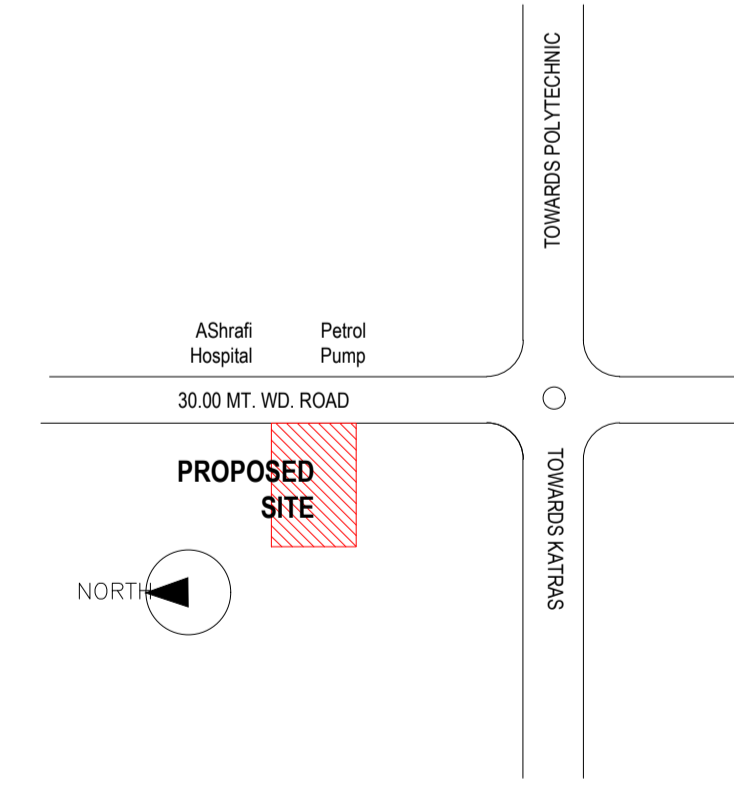 TOWARDS POLYTECHNIC
AShrafi
Hospital
Petrol
Pump
30.00 MT. WD. ROAD
PROPOSED
SITE
TOWARDS KATRAS
NORTH